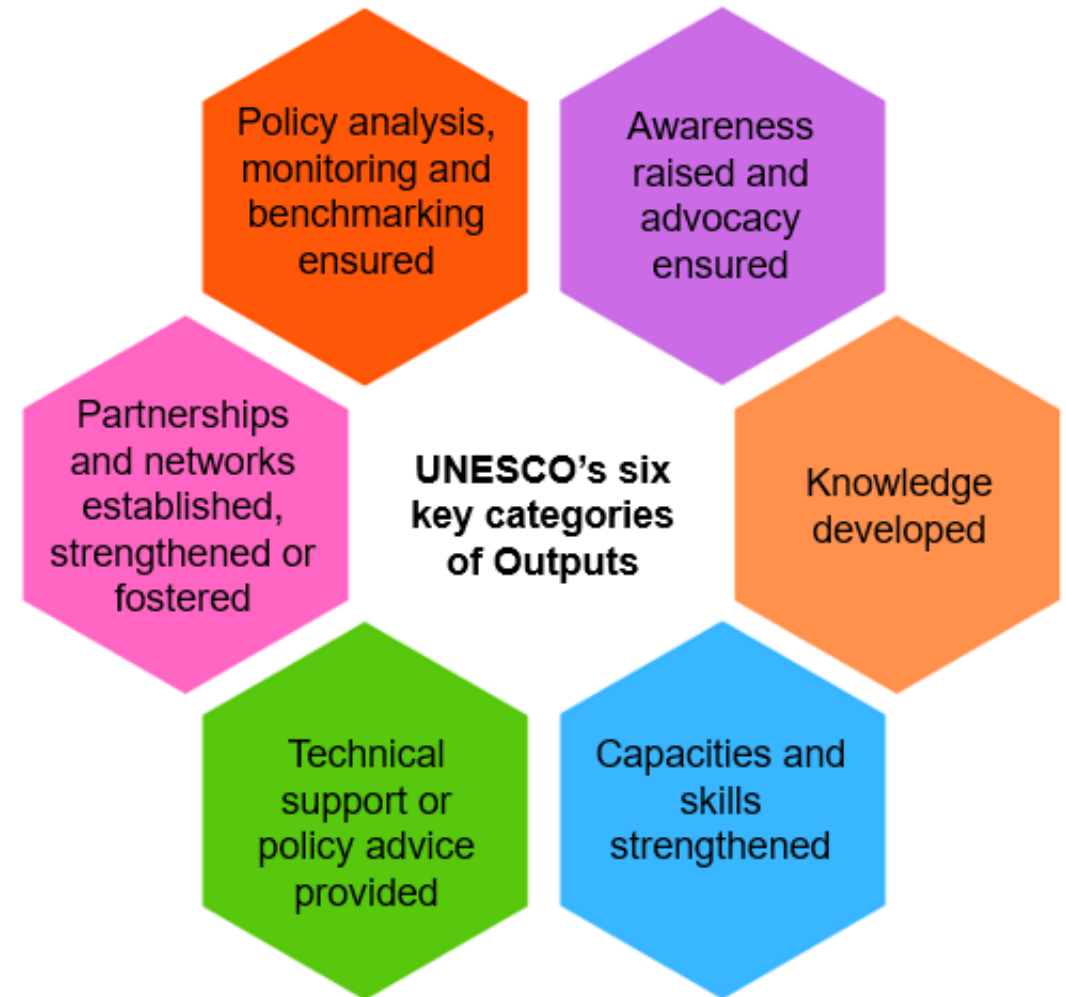 Policy analysis,
monitoring and
benchmarking
ensured
Awareness
raised and
advocacy
ensured
Partnerships
and networks
established,
strengthened or
fostered
UNESCO’s six
key categories
of Outputs
Knowledge
developed
Technical
support or
policy advice
provided
Capacities and
skills
strengthened